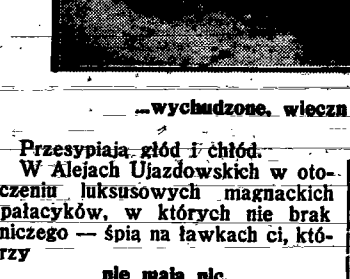 ...wychudzone, wieczn
Przesypiają głód i chłód.
W Alejach Ujazdowskich w oto-
czeniu luksusowych magnackich
pałacyków, w których nie brak
niczego — śpią na ławkach ci, któ-
rzy
nie mają nic.